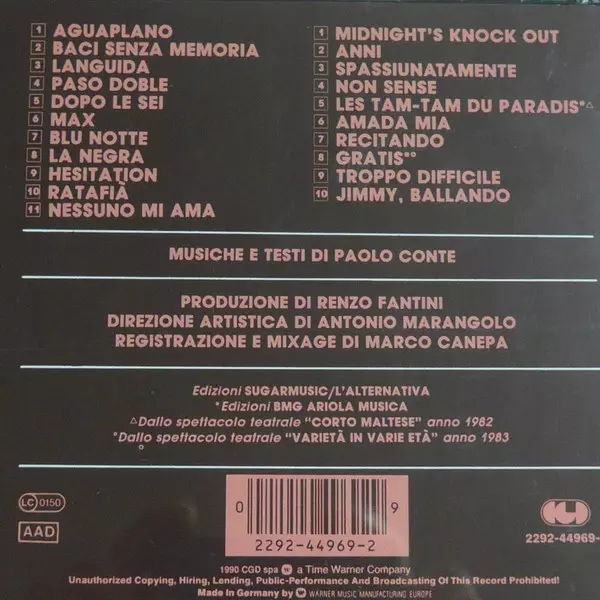 1 AGUAPLANO
2 BACI SENZA MEMORIA
3 LANGUIDA
4 PASO DOBLE
5 DOPO LE SEI
6 MAX
7 BLU NOTTE
8 LA NEGRA
9 HESITATION
10 RATAFIÀ
11 NESSUNO MI AMA
1 MIDNIGHT'S KNOCK OUT
2 ANNI
3 SPASSIUNATAMENTE
4 NON SENSE
5 LES TAM-TAM DU PARADIS*△
6 AMADA MIA
7 RECITANDO
8 GRATIS°°
9 TROPPO DIFFICILE
10 JIMMY, BALLANDO
MUSICHE E TESTI DI PAOLO CONTE
PRODUZIONE DI RENZO FANTINI
DIREZIONE ARTISTICA DI ANTONIO MARANGOLO
REGISTRAZIONE E MIXAGE DI MARCO CANEPA
Edizioni SUGARMUSIC/L'ALTERNATIVA
*Edizioni BMG ARIOLA MUSICA
△Dallo spettacolo teatrale "CORTO MALTESE" anno 1982
°Dallo spettacolo teatrale "VARIETÀ IN VARIE ETÀ" anno 1983
LC 0150
AAD
0 9
2292-44969-2
2292-44969-
1990 CGD spa a Time Warner Company
Unauthorized Copying, Hiring, Lending, Public-Performance And Broadcasting Of This Record Prohibited!
Made In Germany by WARNER MUSIC MANUFACTURING EUROPE